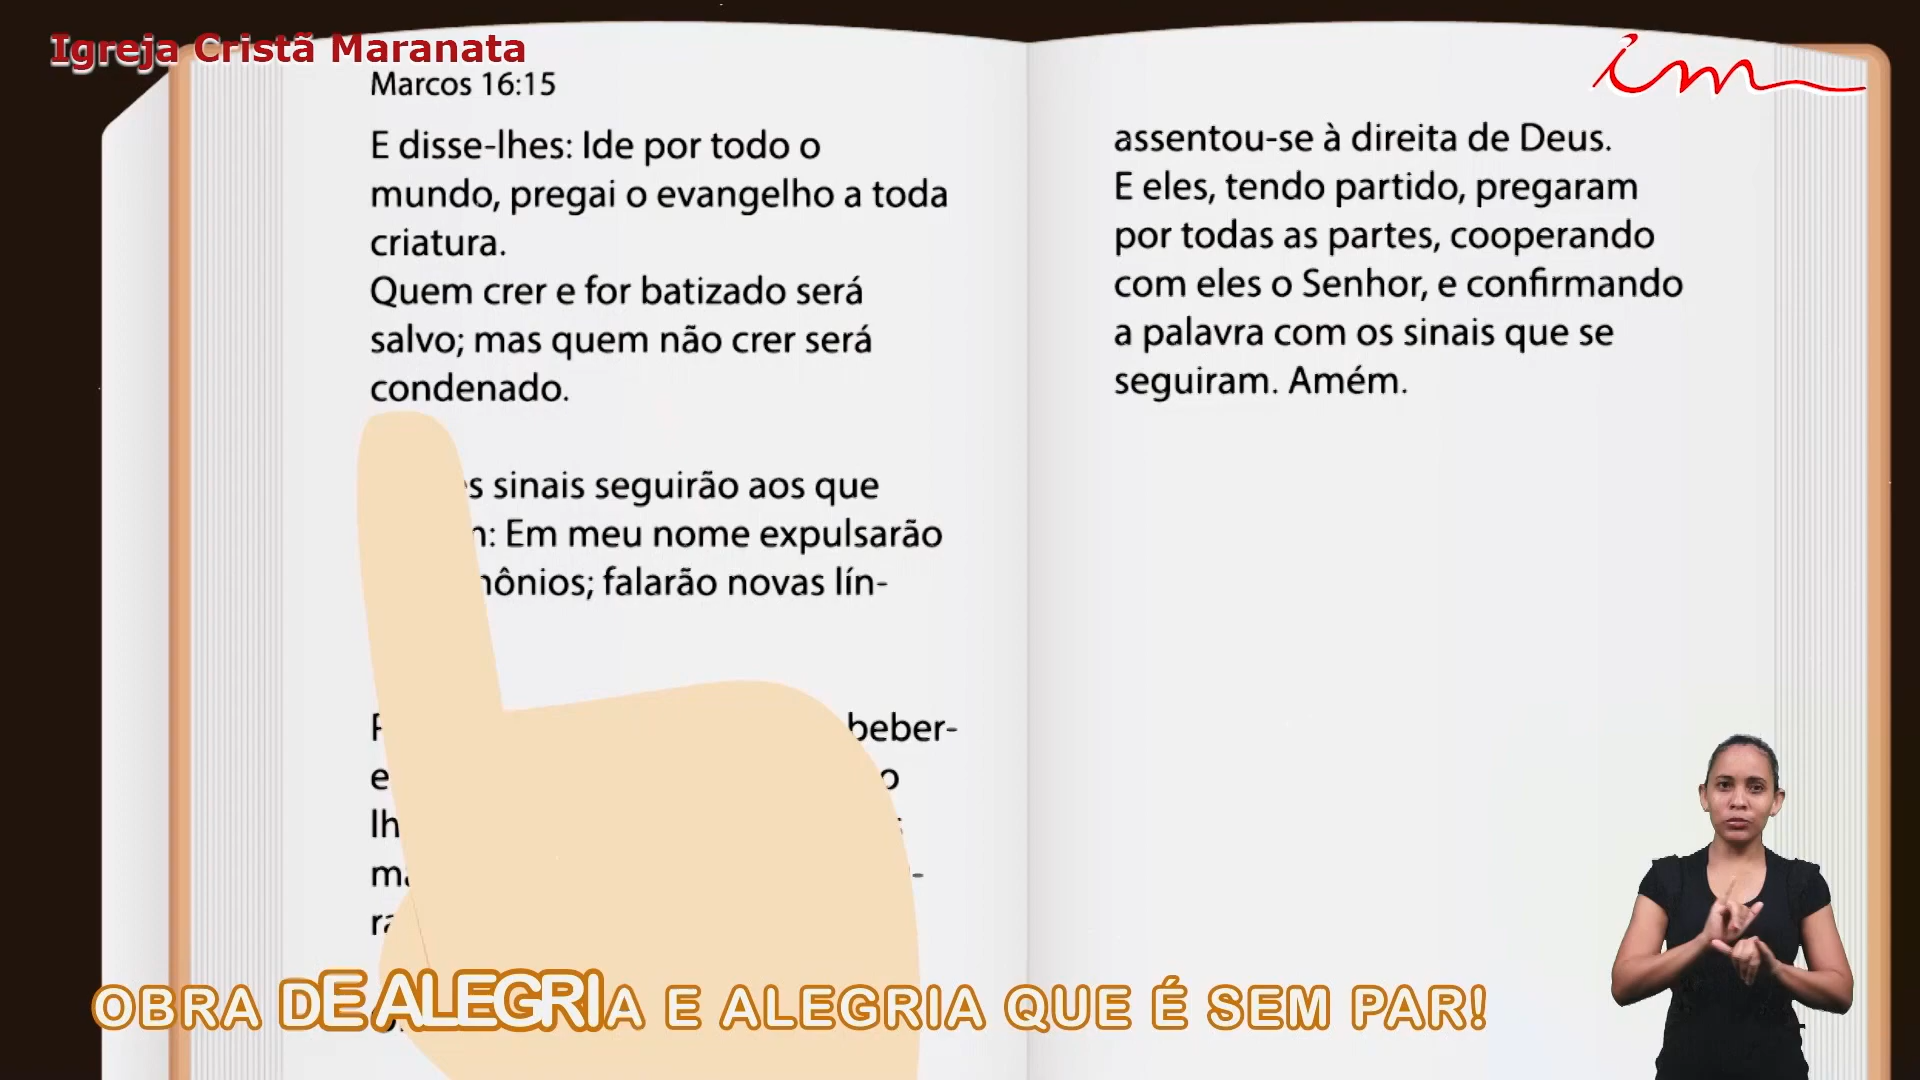 Igreja Cristã Maranata
im
Marcos 16:15
E disse-lhes: Ide por todo o
mundo, pregai o evangelho a toda
criatura.
Quem crer e for batizado será
salvo; mas quem não crer será
condenado.
sinais seguirão aos que
Em meu nome expulsarão
falarão novas lín-
beber-
assentou-se à direita de Deus.
E eles, tendo partido, pregaram
por todas as partes, cooperando
com eles o Senhor, e confirmando
a palavra com os sinais que se
seguiram. Amém.
OBRA DE ALEGRIA E ALEGRIA QUE É SEM PAR!